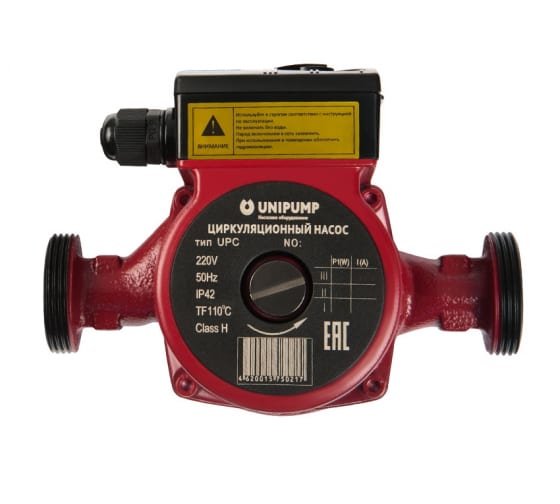 Используйте в строгом соответствии с инструкцией
по эксплуатации.
Не включать без воды.
Перед включением в сеть заземлить.
При использовании в помещении обеспечить
гидроизоляцию.
ВНИМАНИЕ
UNIPUMP
Насосное оборудование
ЦИРКУЛЯЦИОННЫЙ НАСОС
тип UPC NO:
220V
50Hz
IP42
TF110°C
Class H
P1(W) I(A)
III
II
I
EAC
4620015750217